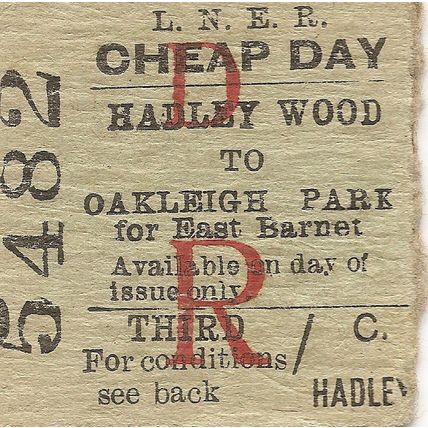 L. N. E. R.
CHEAP DAY
HADLEY WOOD
TO
OAKLEIGH PARK
for East Barnet
Available on day of
issue only.
THIRD / C.
For conditions
see back
HADLEY
5482
D
R